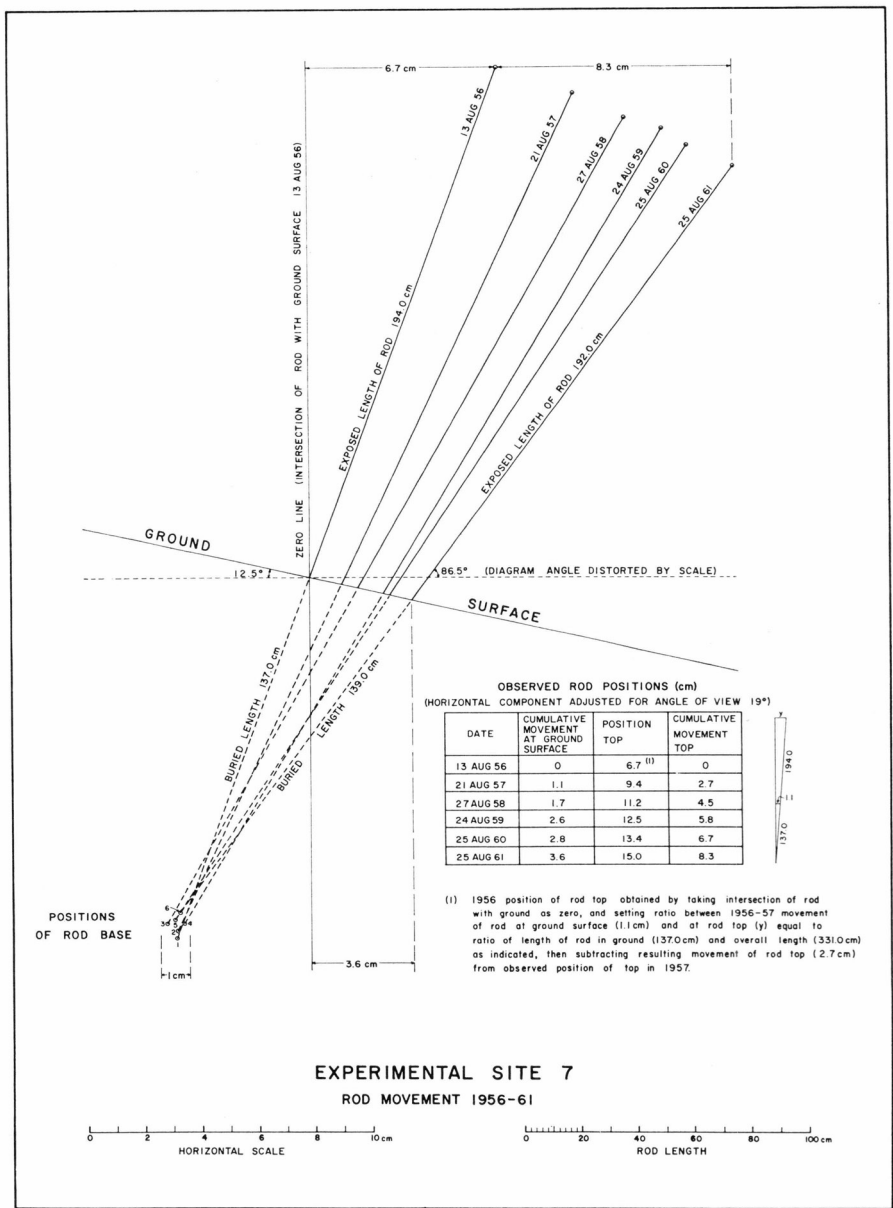 6.7 cm
8.3 cm
13 AUG 56
21 AUG 57
27 AUG 58
24 AUG 59
25 AUG 60
25 AUG 61
ZERO LINE (INTERSECTION OF ROD WITH GROUND SURFACE 13 AUG 56)
EXPOSED LENGTH OF ROD 194.0 cm
EXPOSED LENGTH OF ROD 192.0 cm
GROUND
12.5°
86.5° (DIAGRAM ANGLE DISTORTED BY SCALE)
SURFACE
BURIED LENGTH 137.0 cm
BURIED LENGTH 139.0 cm
OBSERVED ROD POSITIONS (cm)
(HORIZONTAL COMPONENT ADJUSTED FOR ANGLE OF VIEW 19°)
DATE
CUMULATIVE
MOVEMENT
AT GROUND
SURFACE
POSITION
TOP
CUMULATIVE
MOVEMENT
TOP
13 AUG 56 0 6.7 (1) 0
21 AUG 57 1.1 9.4 2.7
27 AUG 58 1.7 11.2 4.5
24 AUG 59 2.6 12.5 5.8
25 AUG 60 2.8 13.4 6.7
25 AUG 61 3.6 15.0 8.3
y
194.0
1.1
137.0
6
3
5
4
2
POSITIONS
OF ROD BASE
1 cm
3.6 cm
(1) 1956 position of rod top obtained by taking intersection of rod
with ground as zero, and setting ratio between 1956-57 movement
of rod at ground surface (1.1cm) and at rod top (y) equal to
ratio of length of rod in ground (137.0cm) and overall length (331.0cm)
as indicated, then subtracting resulting movement of rod top (2.7cm)
from observed position of top in 1957.
EXPERIMENTAL SITE 7
ROD MOVEMENT 1956-61
0 2 4 6 8 10 cm
HORIZONTAL SCALE
0 20 40 60 80 100 cm
ROD LENGTH